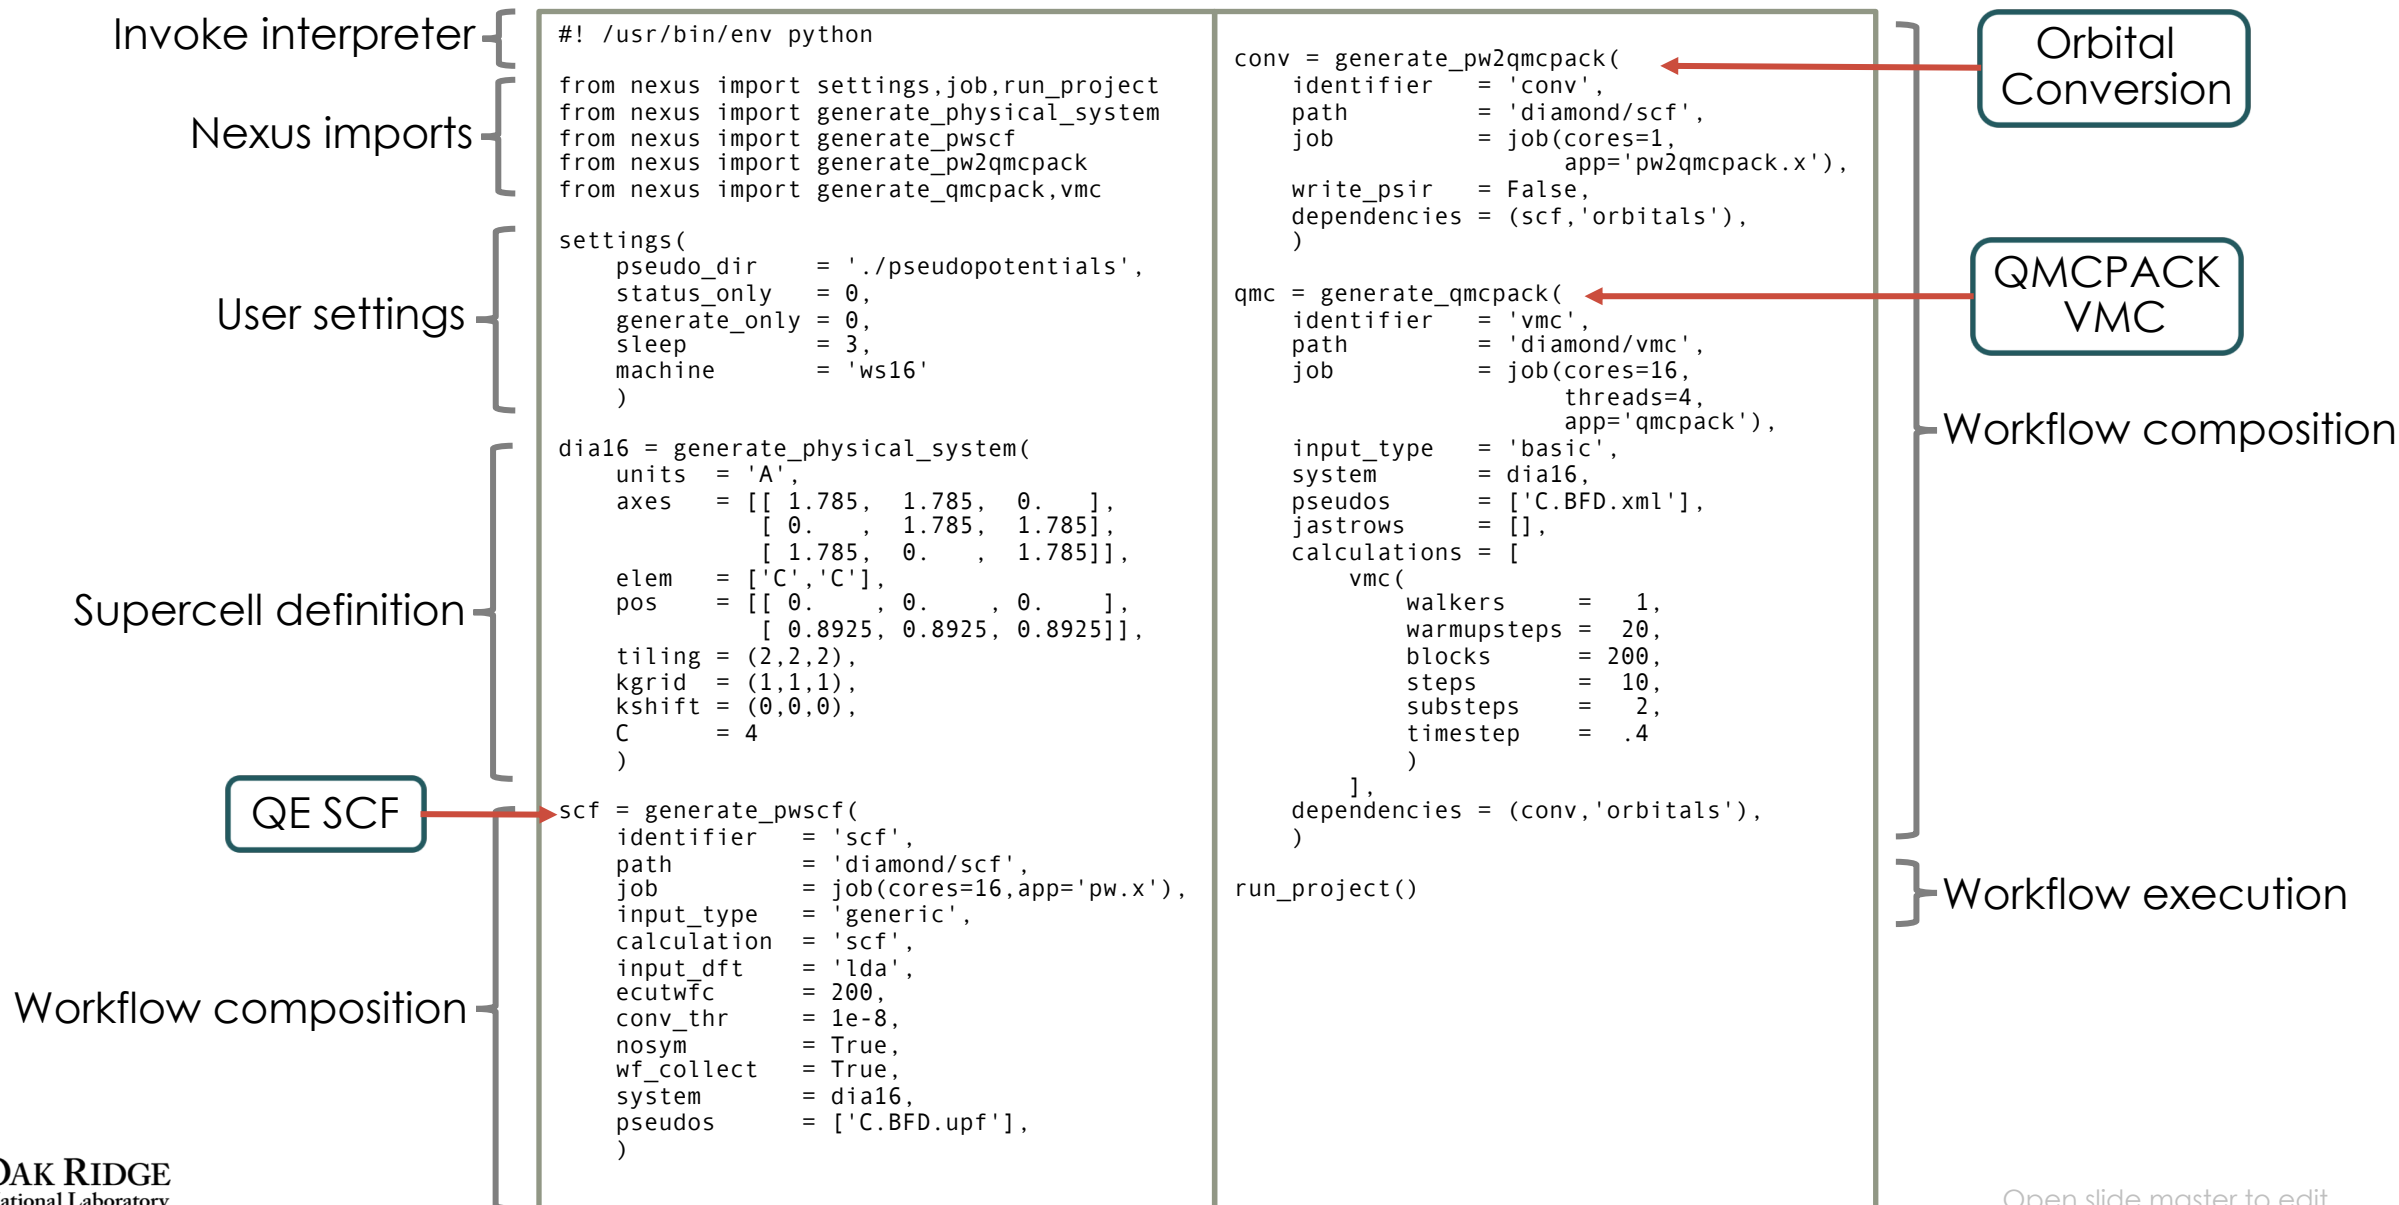 Invoke interpreter
Nexus imports
User settings
Supercell definition
QE SCF
Workflow composition
#! /usr/bin/env python
from nexus import settings,job,run_project
from nexus import generate_physical_system
from nexus import generate_pwscf
from nexus import generate_pw2qmcpack
from nexus import generate_qmcpack,vmc
settings(
    pseudo_dir    = './pseudopotentials',
    status_only   = 0,
    generate_only = 0,
    sleep         = 3,
    machine       = 'ws16'
    )
dia16 = generate_physical_system(
    units  = 'A',
    axes   = [[ 1.785,  1.785,  0.   ],
              [ 0.   ,  1.785,  1.785],
              [ 1.785,  0.   ,  1.785]],
    elem   = ['C','C'],
    pos    = [[ 0.    , 0.    , 0.    ],
              [ 0.8925, 0.8925, 0.8925]],
    tiling = (2,2,2),
    kgrid  = (1,1,1),
    kshift = (0,0,0),
    C      = 4
    )
scf = generate_pwscf(
    identifier   = 'scf',
    path         = 'diamond/scf',
    job          = job(cores=16,app='pw.x'),
    input_type   = 'generic',
    calculation  = 'scf',
    input_dft    = 'lda',
    ecutwfc      = 200,
    conv_thr     = 1e-8,
    nosym        = True,
    wf_collect   = True,
    system       = dia16,
    pseudos      = ['C.BFD.upf'],
    )
conv = generate_pw2qmcpack(
    identifier   = 'conv',
    path         = 'diamond/scf',
    job          = job(cores=1,
                       app='pw2qmcpack.x'),
    write_psir   = False,
    dependencies = (scf,'orbitals'),
    )
qmc = generate_qmcpack(
    identifier   = 'vmc',
    path         = 'diamond/vmc',
    job          = job(cores=16,
                       threads=4,
                       app='qmcpack'),
    input_type   = 'basic',
    system       = dia16,
    pseudos      = ['C.BFD.xml'],
    jastrows     = [],
    calculations = [
        vmc(
            walkers     =   1,
            warmupsteps =  20,
            blocks      = 200,
            steps       =  10,
            substeps    =   2,
            timestep    =  .4
            )
        ],
    dependencies = (conv,'orbitals'),
    )
run_project()
Orbital
Conversion
QMCPACK
VMC
Workflow composition
Workflow execution
OAK RIDGE
National Laboratory
Open slide master to edit